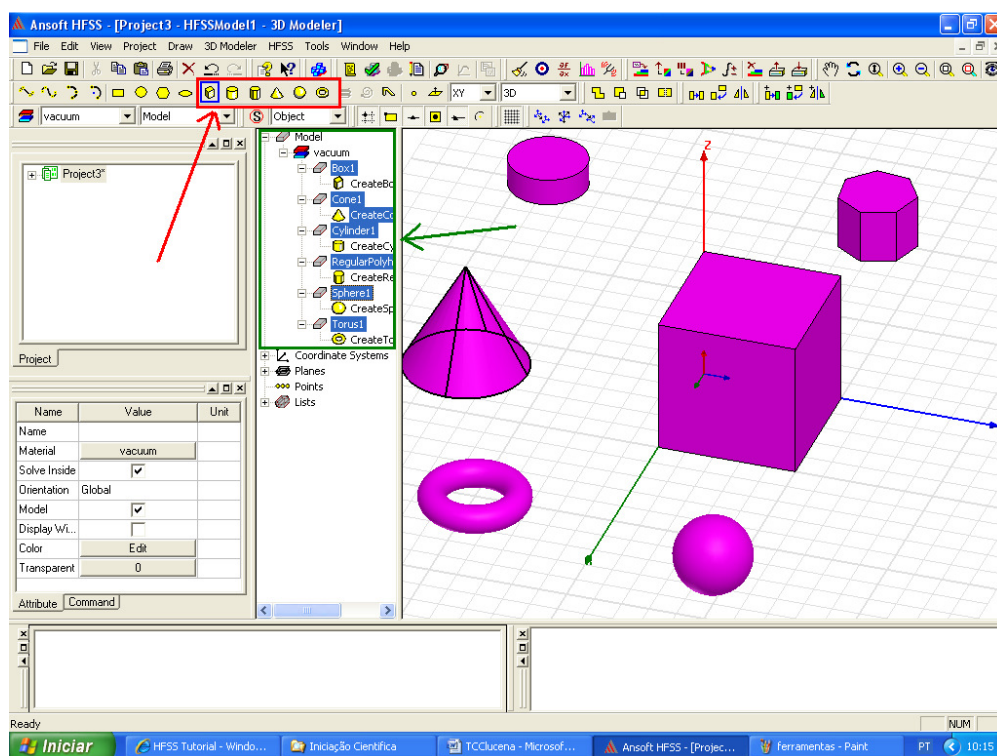 Ansoft HFSS - [Project3 - HFSSModel1 - 3D Modeler]
File Edit View Project Draw 3D Modeler HFSS Tools Window Help
XY 3D
vacuum Model S Object
Project3*
Project
Model
vacuum
Box1
CreateBo
Cone1
CreateCo
Cylinder1
CreateCy
RegularPolyh
CreateRe
Sphere1
CreateSp
Torus1
CreateTo
Coordinate Systems
Planes
Points
Lists
Z
Name Value Unit
Name
Material vacuum
Solve Inside
Orientation Global
Model
Display Wi...
Color Edit
Transparent 0
Attribute Command
Ready NUM
Iniciar HFSS Tutorial - Windo... Iniciação Cientifica TCClucena - Microsof... Ansoft HFSS - [Projec... ferramentas - Paint PT 10:15